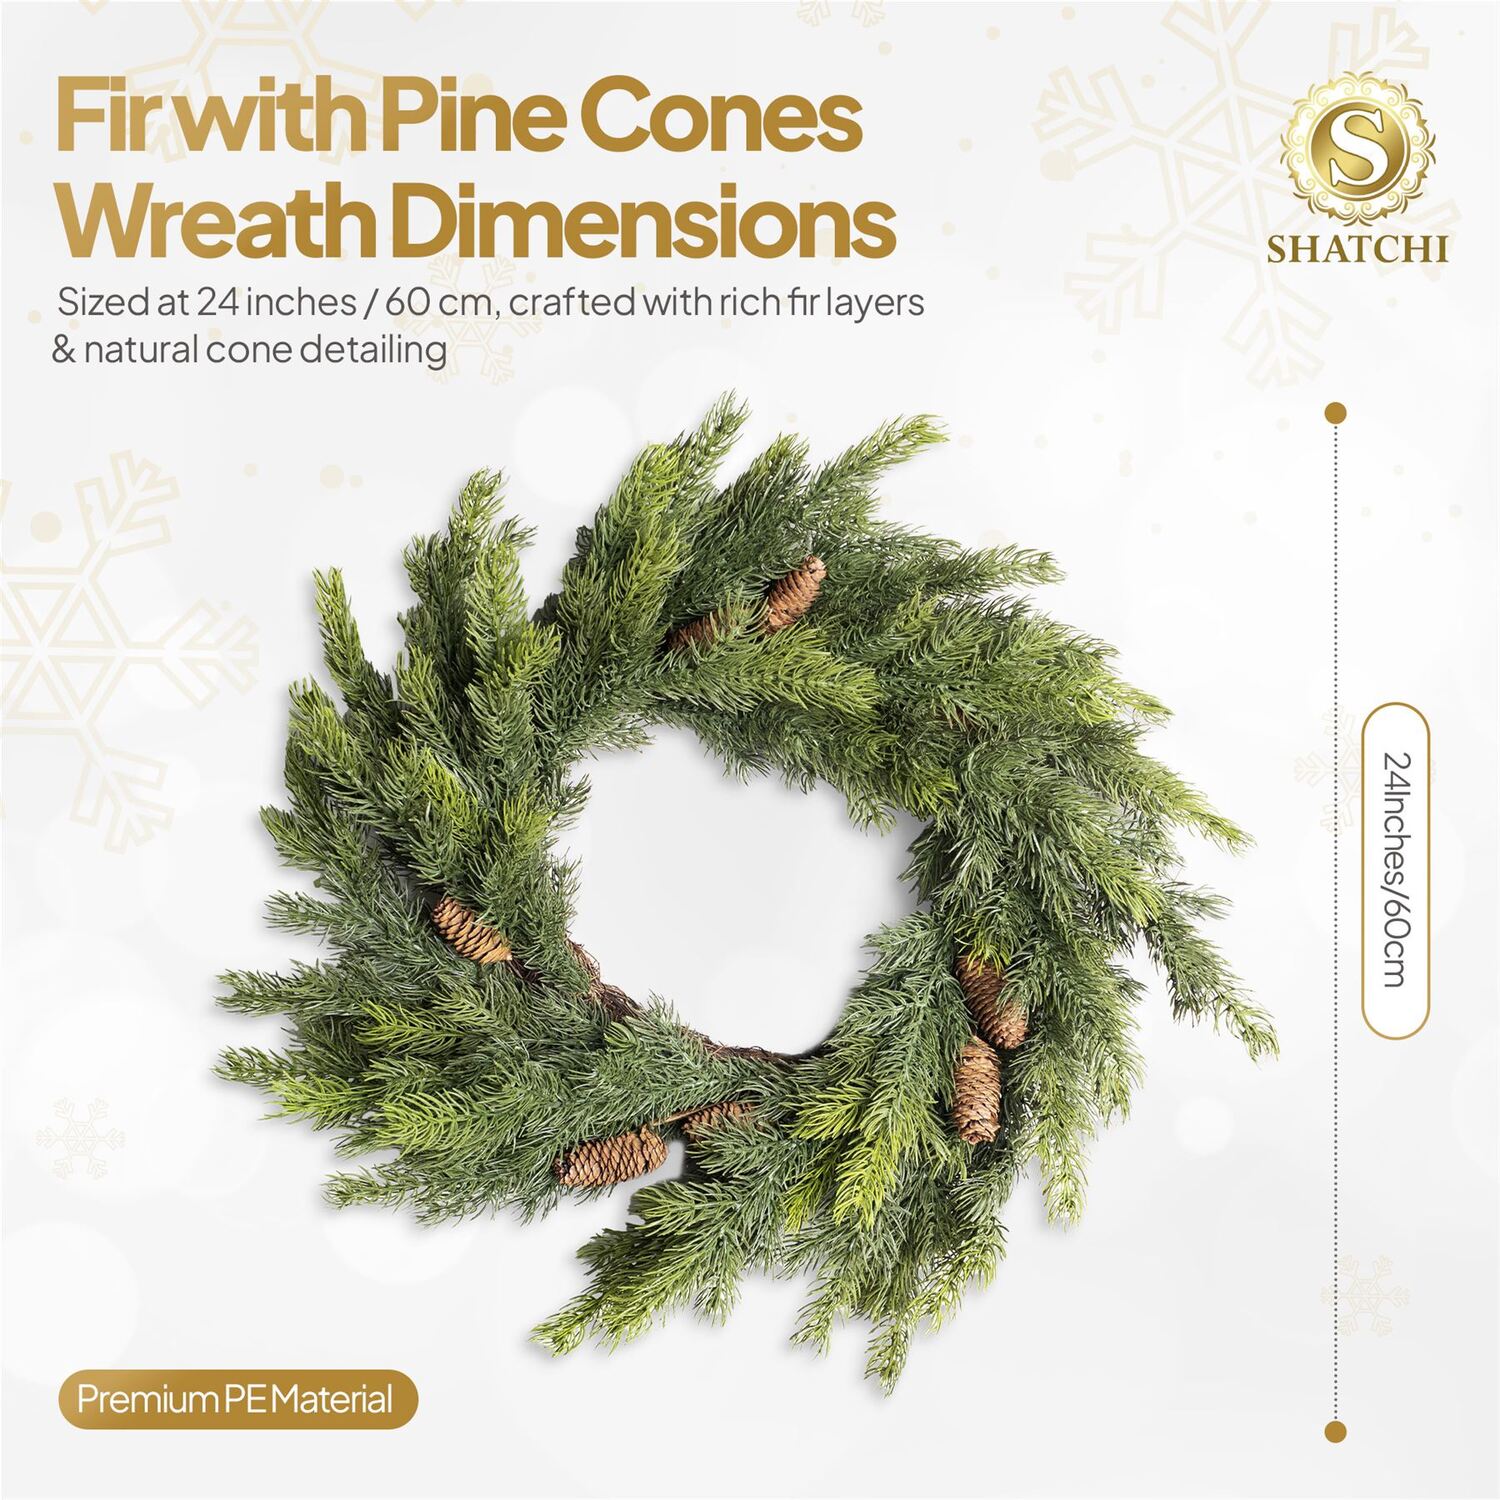 Fir with Pine Cones
Wreath Dimensions
Sized at 24 inches / 60 cm, crafted with rich fir layers
& natural cone detailing
S
SHATCHI
24Inches/60cm
Premium PE Material